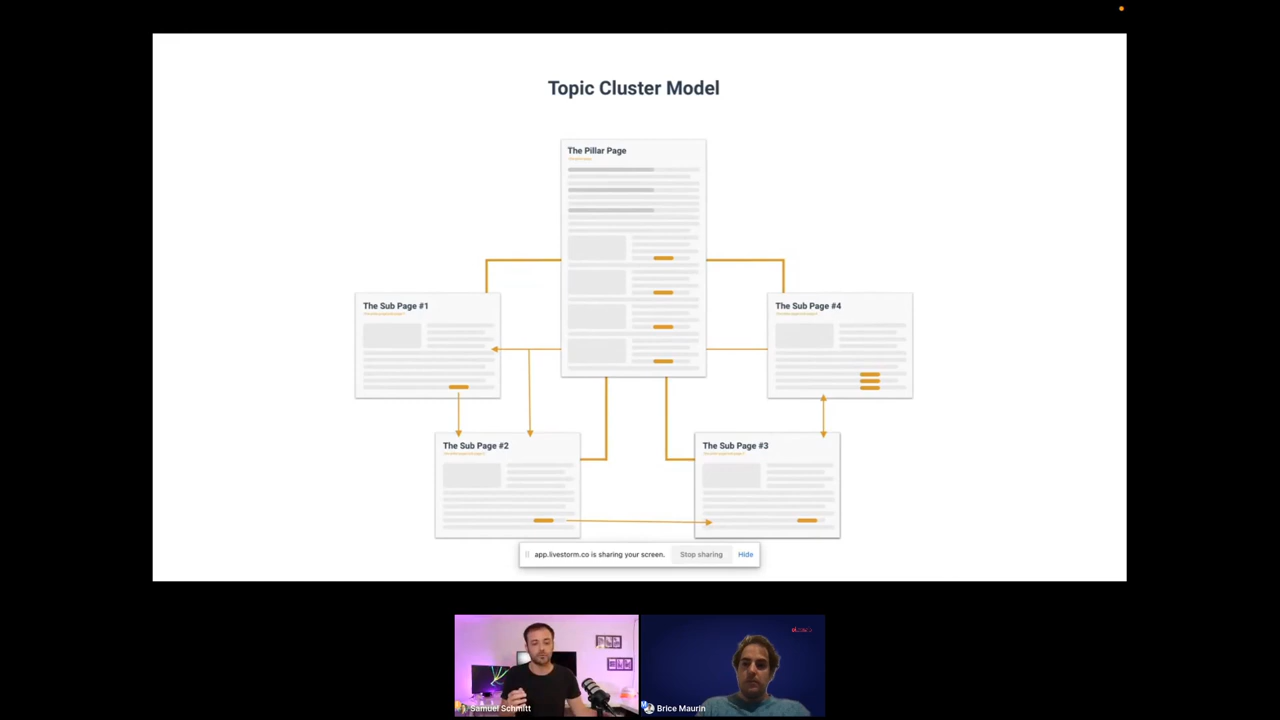 Topic Cluster Model
The Pillar Page
The Sub Page #1
The Sub Page #4
The Sub Page #2
The Sub Page #3
app.livestorm.co is sharing your screen.
Stop sharing
Hide
Samuel Schmitt
Brice Maurin